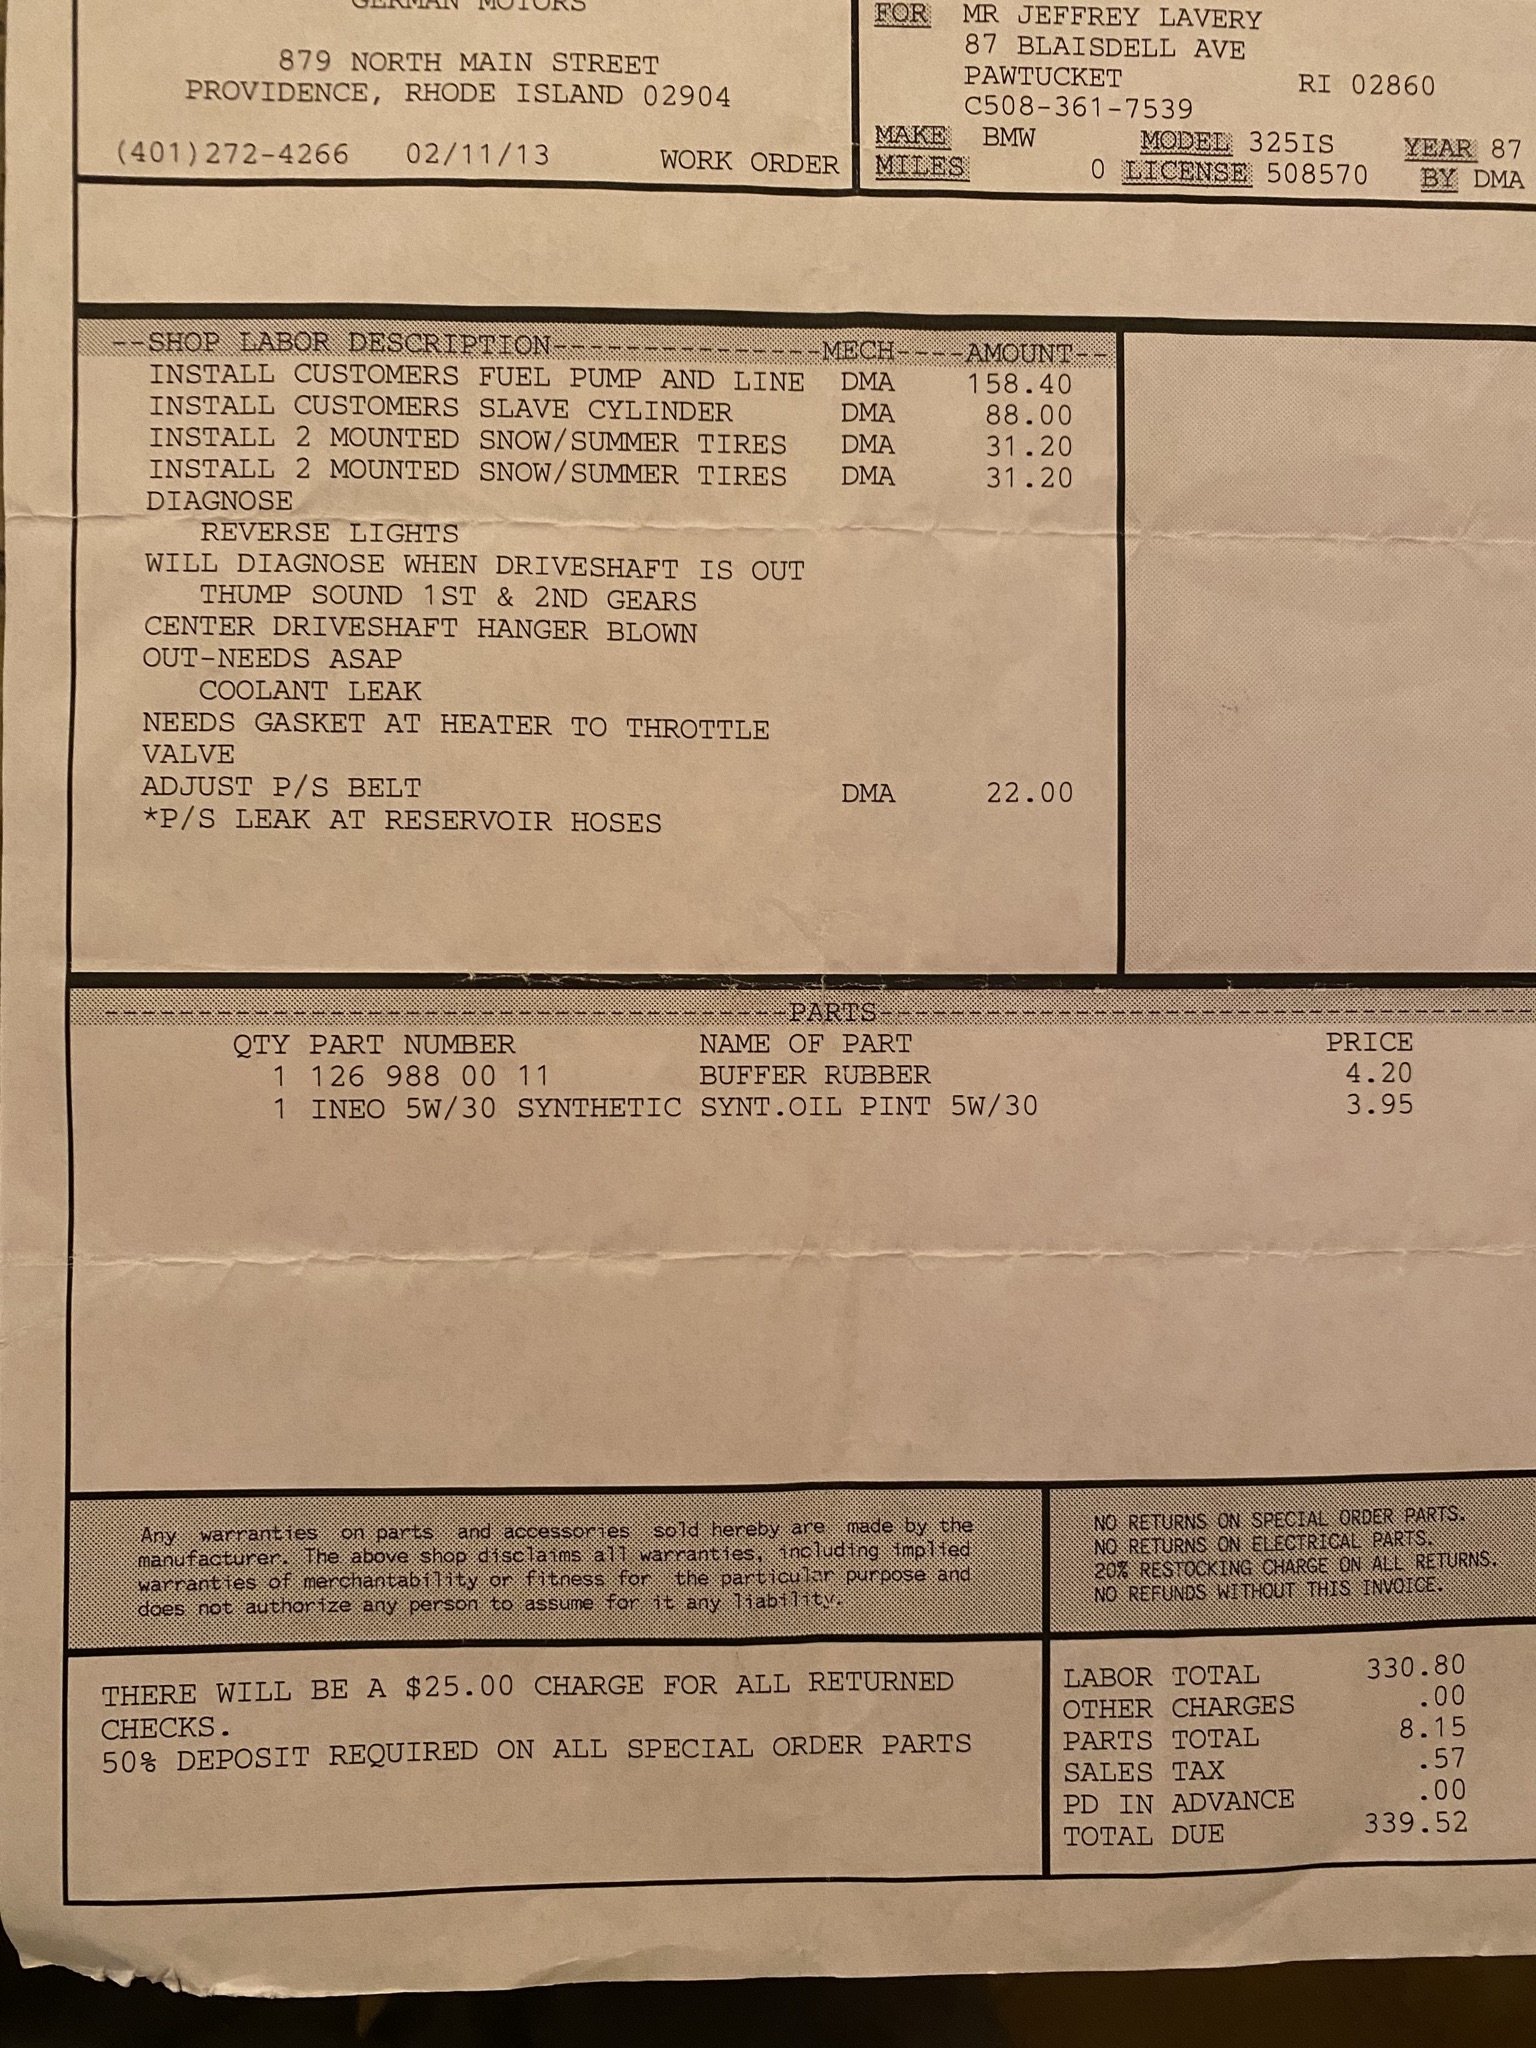 GERMAN MOTORS
879 NORTH MAIN STREET
PROVIDENCE, RHODE ISLAND 02904
(401)272-4266 02/11/13 WORK ORDER
FOR MR JEFFREY LAVERY
87 BLAISDELL AVE
PAWTUCKET RI 02860
C508-361-7539
MAKE BMW MODEL 325IS YEAR 87
MILES 0 LICENSE 508570 BY DMA
--SHOP LABOR DESCRIPTION---------------MECH----AMOUNT--
INSTALL CUSTOMERS FUEL PUMP AND LINE DMA 158.40
INSTALL CUSTOMERS SLAVE CYLINDER DMA 88.00
INSTALL 2 MOUNTED SNOW/SUMMER TIRES DMA 31.20
INSTALL 2 MOUNTED SNOW/SUMMER TIRES DMA 31.20
DIAGNOSE
REVERSE LIGHTS
WILL DIAGNOSE WHEN DRIVESHAFT IS OUT
THUMP SOUND 1ST & 2ND GEARS
CENTER DRIVESHAFT HANGER BLOWN
OUT-NEEDS ASAP
COOLANT LEAK
NEEDS GASKET AT HEATER TO THROTTLE
VALVE
ADJUST P/S BELT DMA 22.00
*P/S LEAK AT RESERVOIR HOSES
PARTS
QTY PART NUMBER NAME OF PART PRICE
1 126 988 00 11 BUFFER RUBBER 4.20
1 INEO 5W/30 SYNTHETIC SYNT.OIL PINT 5W/30 3.95
Any warranties on parts and accessories sold hereby are made by the
manufacturer. The above shop disclaims all warranties, including implied
warranties of merchantability or fitness for the particular purpose and
does not authorize any person to assume for it any liability.
NO RETURNS ON SPECIAL ORDER PARTS.
NO RETURNS ON ELECTRICAL PARTS.
20% RESTOCKING CHARGE ON ALL RETURNS.
NO REFUNDS WITHOUT THIS INVOICE.
THERE WILL BE A $25.00 CHARGE FOR ALL RETURNED
CHECKS.
50% DEPOSIT REQUIRED ON ALL SPECIAL ORDER PARTS
LABOR TOTAL 330.80
OTHER CHARGES .00
PARTS TOTAL 8.15
SALES TAX .57
PD IN ADVANCE .00
TOTAL DUE 339.52